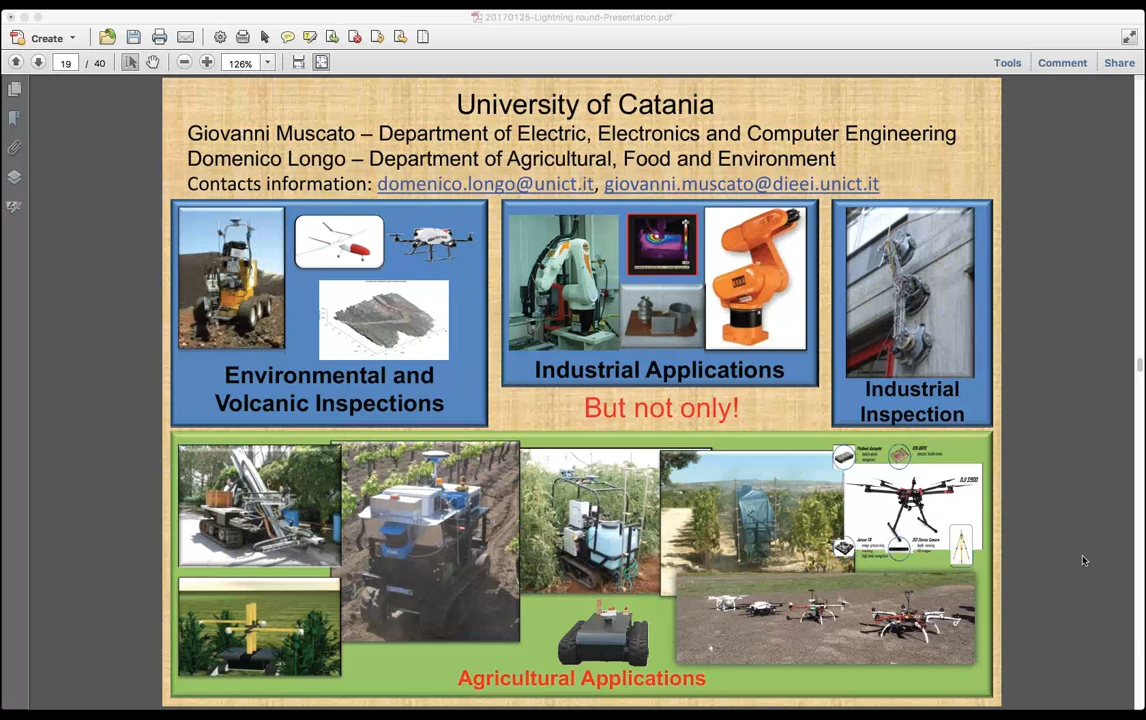 20170125-Lightning round-Presentation.pdf
Create
19 / 40
126%
Tools
Comment
Share
University of Catania
Giovanni Muscato – Department of Electric, Electronics and Computer Engineering
Domenico Longo – Department of Agricultural, Food and Environment
Contacts information: domenico.longo@unict.it, giovanni.muscato@dieei.unict.it
Environmental and
Volcanic Inspections
Industrial Applications
But not only!
Industrial
Inspection
DJI S900
Agricultural Applications